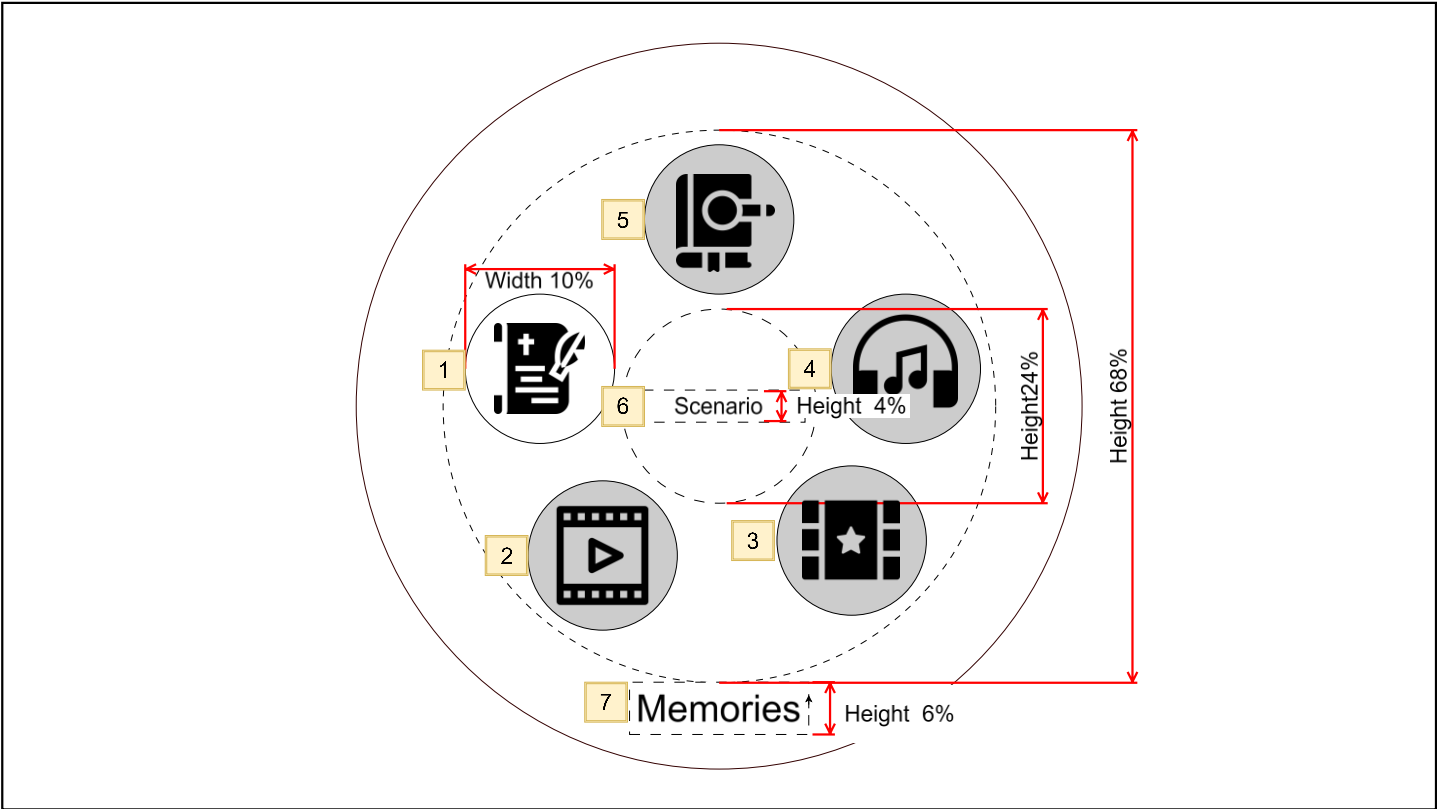 5
Width 10%
1
4
6
Scenario
Height 4%
Height24%
Height 68%
2
3
7
Memories
Height 6%